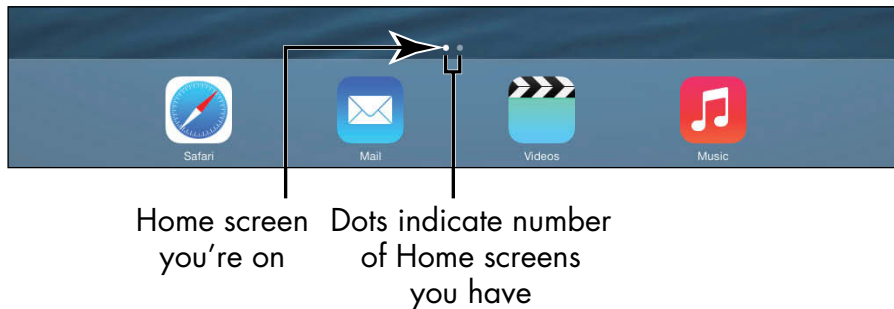 Safari Mail Videos Music
Home screen
you're on
Dots indicate number
of Home screens
you have